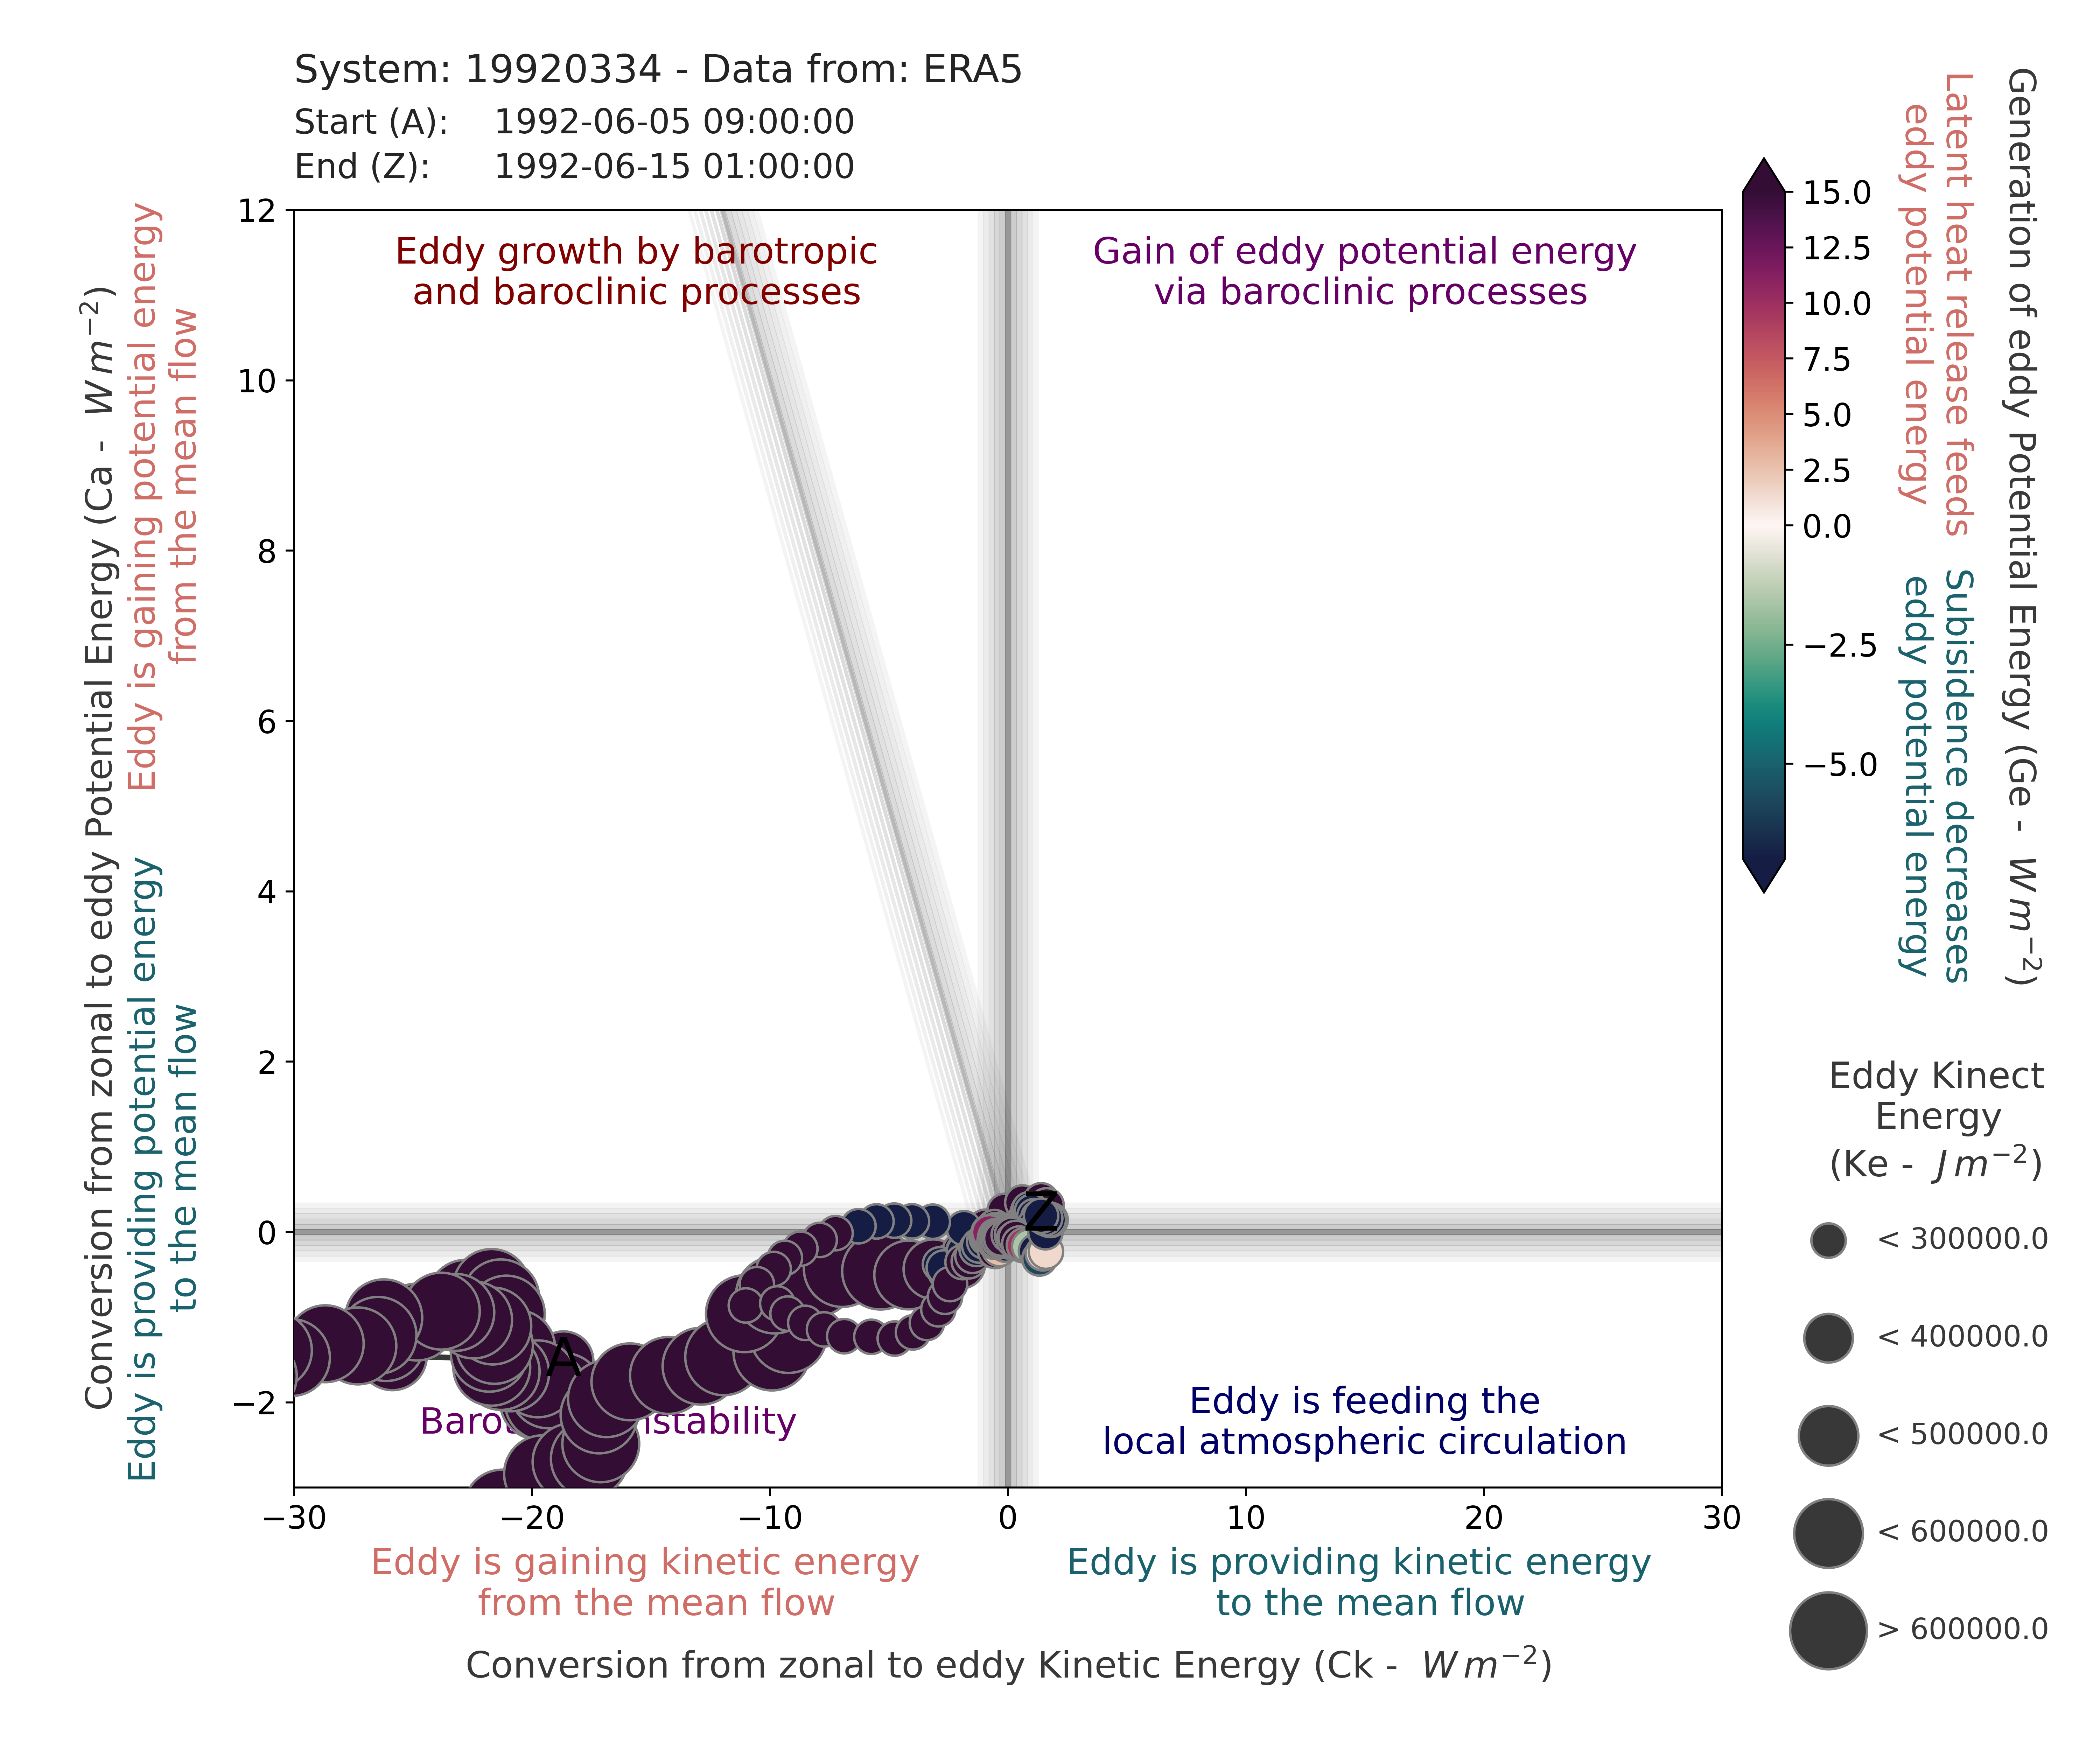 System: 19920334 - Data from: ERA5
Start (A): 1992-06-05 09:00:00
End (Z): 1992-06-15 01:00:00
Conversion from zonal to eddy Potential Energy (Ca - W m⁻²)
Eddy is gaining potential energy
from the mean flow
Eddy is providing potential energy
to the mean flow
12
10
8
6
4
2
0
−2
Eddy growth by barotropic
and baroclinic processes
Gain of eddy potential energy
via baroclinic processes
Z
A
Eddy is feeding the
local atmospheric circulation
−30
−20
−10
0
10
20
30
Eddy is gaining kinetic energy
from the mean flow
Eddy is providing kinetic energy
to the mean flow
Conversion from zonal to eddy Kinetic Energy (Ck - W m⁻²)
15.0
12.5
10.0
7.5
5.0
2.5
0.0
−2.5
−5.0
Latent heat release feeds
eddy potential energy
Subisidence decreases
eddy potential energy
Generation of eddy Potential Energy (Ge - W m⁻²)
Eddy Kinect
Energy
(Ke - J m⁻²)
< 300000.0
< 400000.0
< 500000.0
< 600000.0
> 600000.0